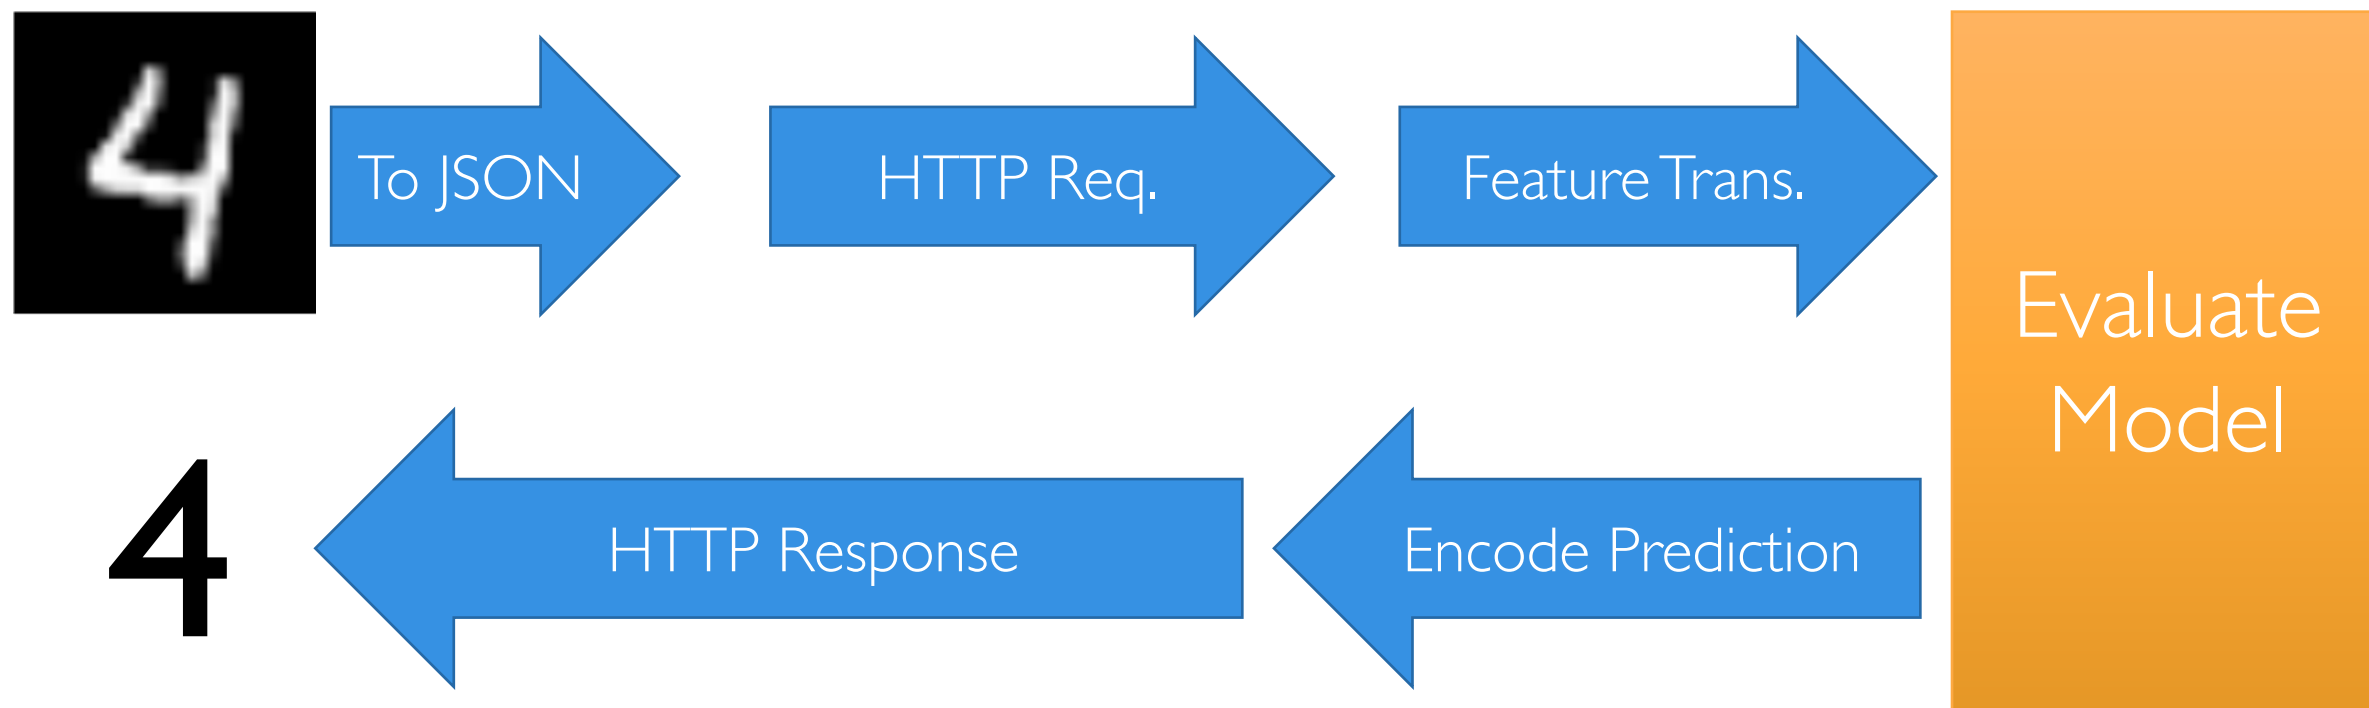 4
To JSON
HTTP Req.
Feature Trans.
Evaluate
Model
4
HTTP Response
Encode Prediction